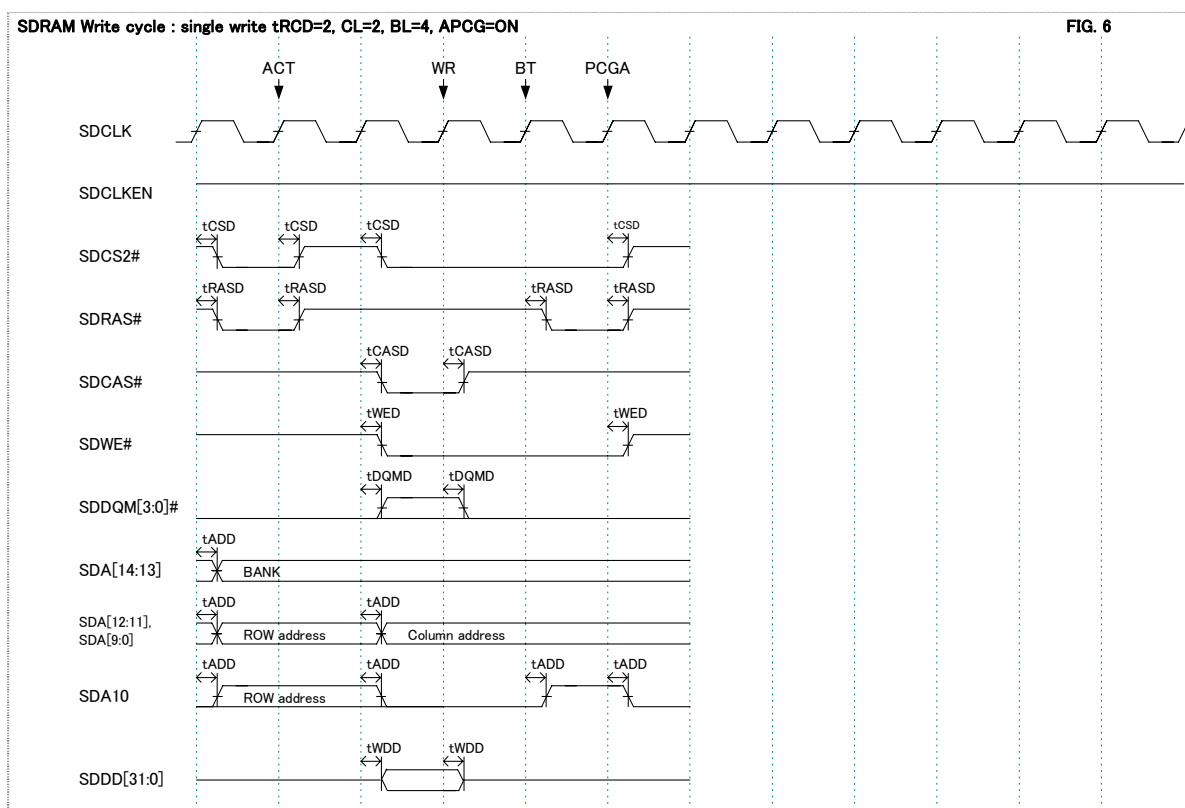 SDRAM Write cycle : single write tRCD=2, CL=2, BL=4, APCG=ON FIG. 6
ACT WR BT PCGA
SDCLK
SDCLKEN
tCSD tCSD tCSD tCSD
SDCS2#
tRASD tRASD tRASD tRASD
SDRAS#
tCASD tCASD
SDCAS#
tWED tWED
SDWE#
tDQMD tDQMD
SDDQM[3:0]#
tADD
SDA[14:13] BANK
tADD tADD
SDA[12:11],
SDA[9:0] ROW address Column address
tADD tADD tADD tADD
SDA10 ROW address
tWDD tWDD
SDDD[31:0]